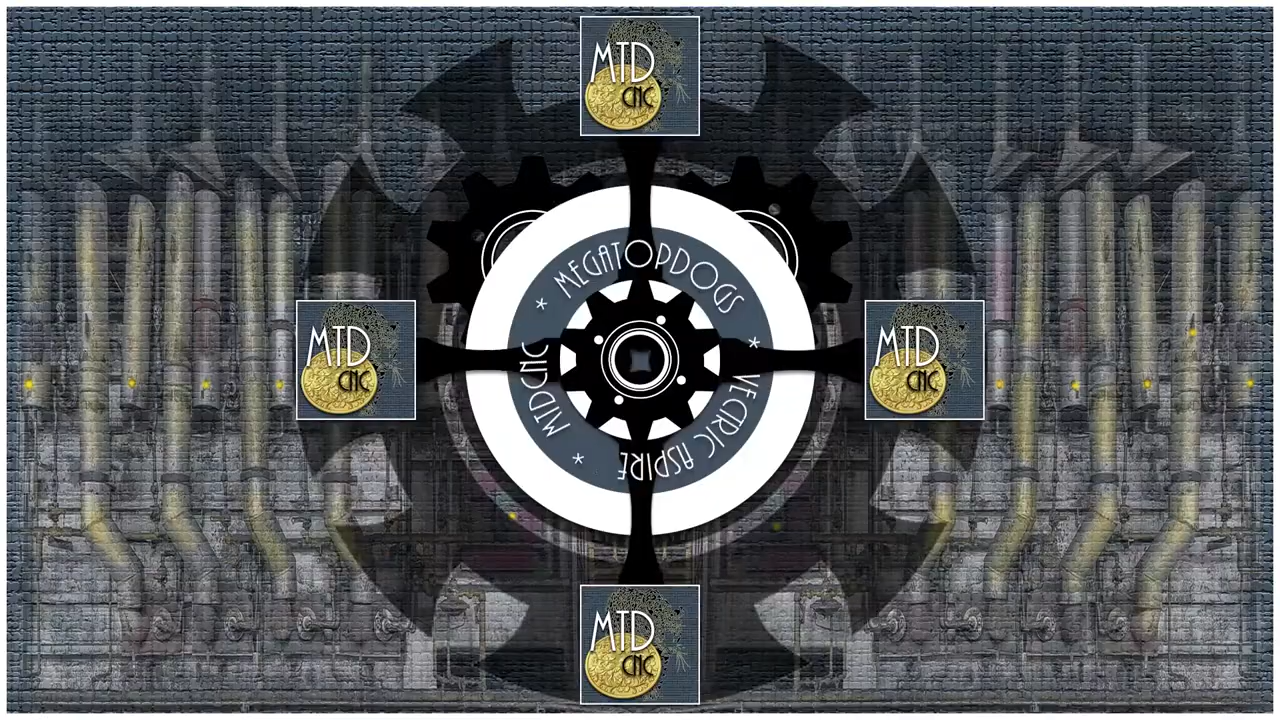 MTD
CNC
* MEGATOPDOGS
* VECTRIC ASPIRE
* MTDCNC
MTD
CNC
MTD
CNC
MTD
CNC